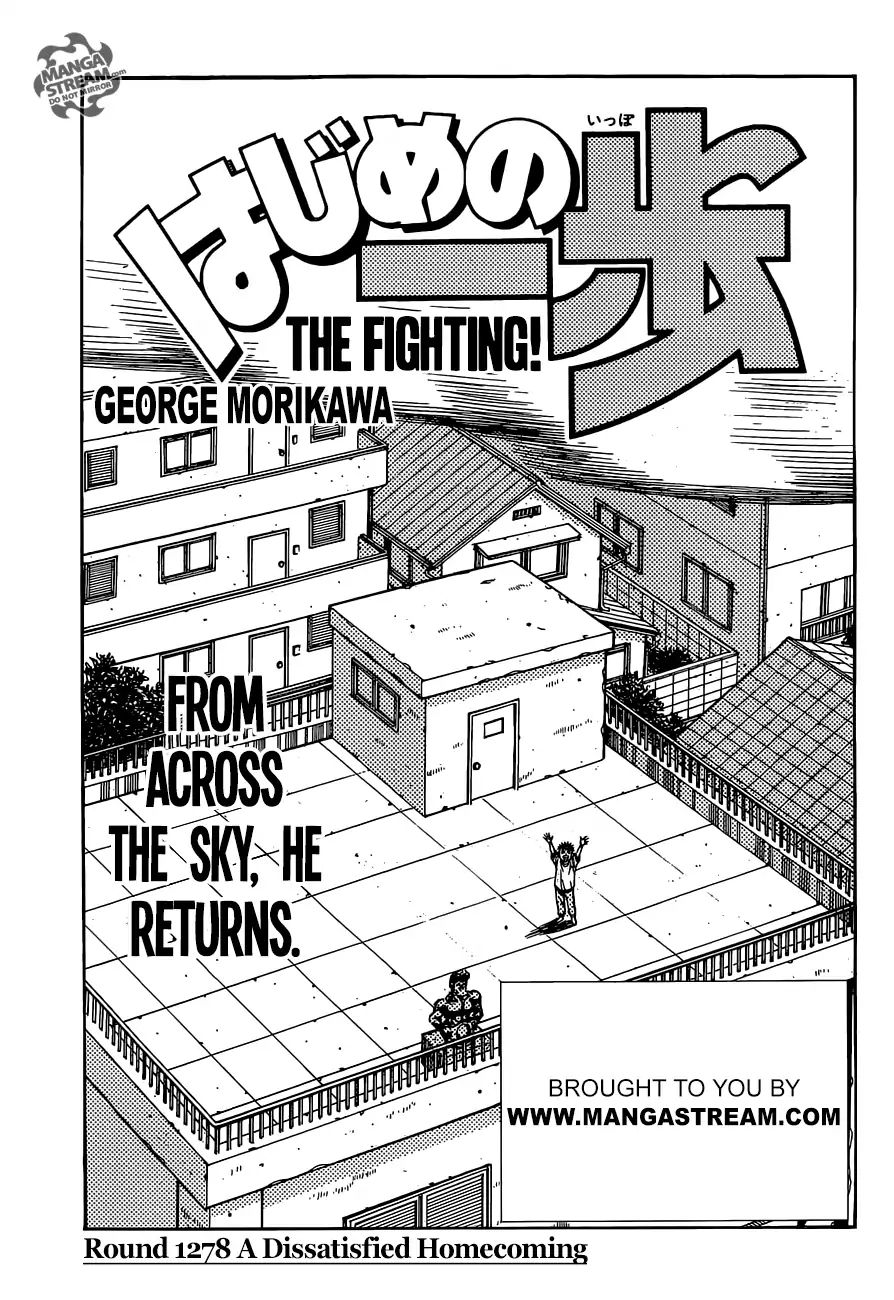 MANGA
STREAM.com
DO NOT MIRROR
いっぽ
はじめの一歩
THE FIGHTING!
GEORGE MORIKAWA
FROM
ACROSS
THE SKY, HE
RETURNS.
BROUGHT TO YOU BY
WWW.MANGASTREAM.COM
Round 1278 A Dissatisfied Homecoming